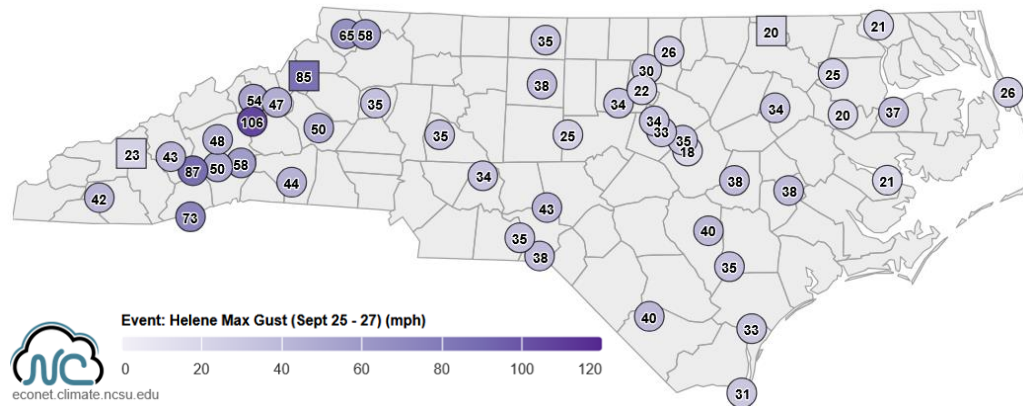 65 58 35 20 21
26
85 38 30 25
22 26
54 47 35 34 34 37
106 50 35 25 34 20
48 33
23 43 35
18
87 50 58 34 38 21
42 44 38
73 43 40
35
38 35
40 33
31
Event: Helene Max Gust (Sept 25 - 27) (mph)
0 20 40 60 80 100 120
NC
econet.climate.ncsu.edu